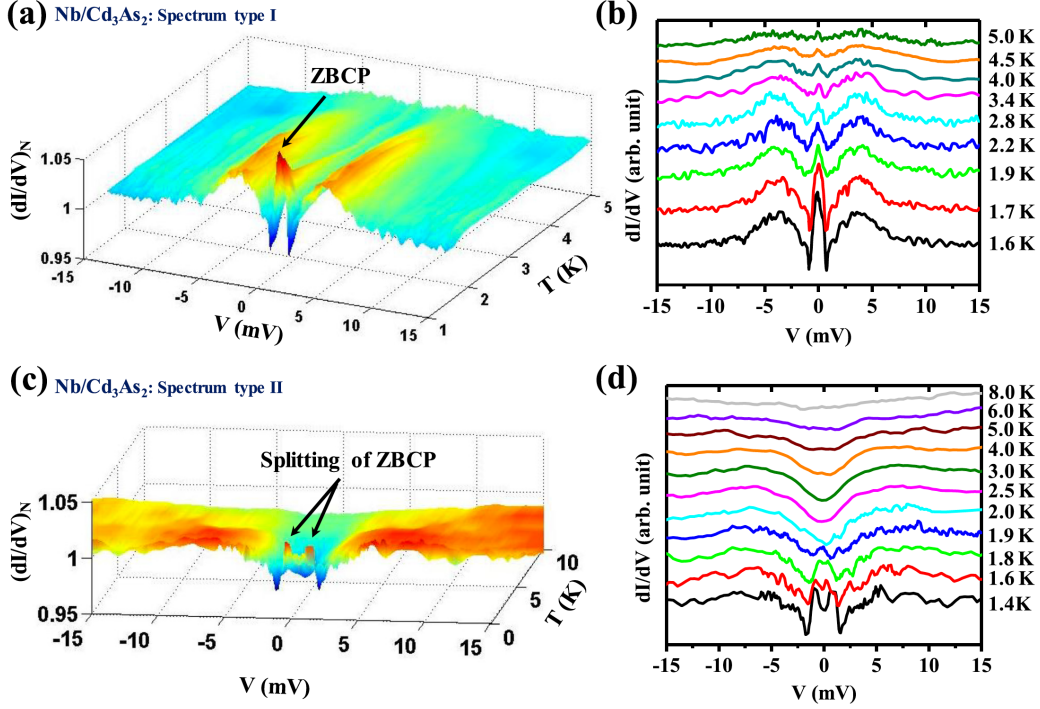 (a) Nb/Cd₃As₂: Spectrum type I
ZBCP
(dI/dV)N
1.05
1
0.95
-15
-10
-5
0
5
10
15
V (mV)
1
2
3
4
5
T (K)
(b)
dI/dV (arb. unit)
5.0 K
4.5 K
4.0 K
3.4 K
2.8 K
2.2 K
1.9 K
1.7 K
1.6 K
-15 -10 -5 0 5 10 15
V (mV)
(c) Nb/Cd₃As₂: Spectrum type II
Splitting of ZBCP
(dI/dV)N
1.05
1
0.95
-15
-10
-5
0
5
10
15
V (mV)
0
5
10
T (K)
(d)
dI/dV (arb. unit)
8.0 K
6.0 K
5.0 K
4.0 K
3.0 K
2.5 K
2.0 K
1.9 K
1.8 K
1.6 K
1.4 K
-15 -10 -5 0 5 10 15
V (mV)